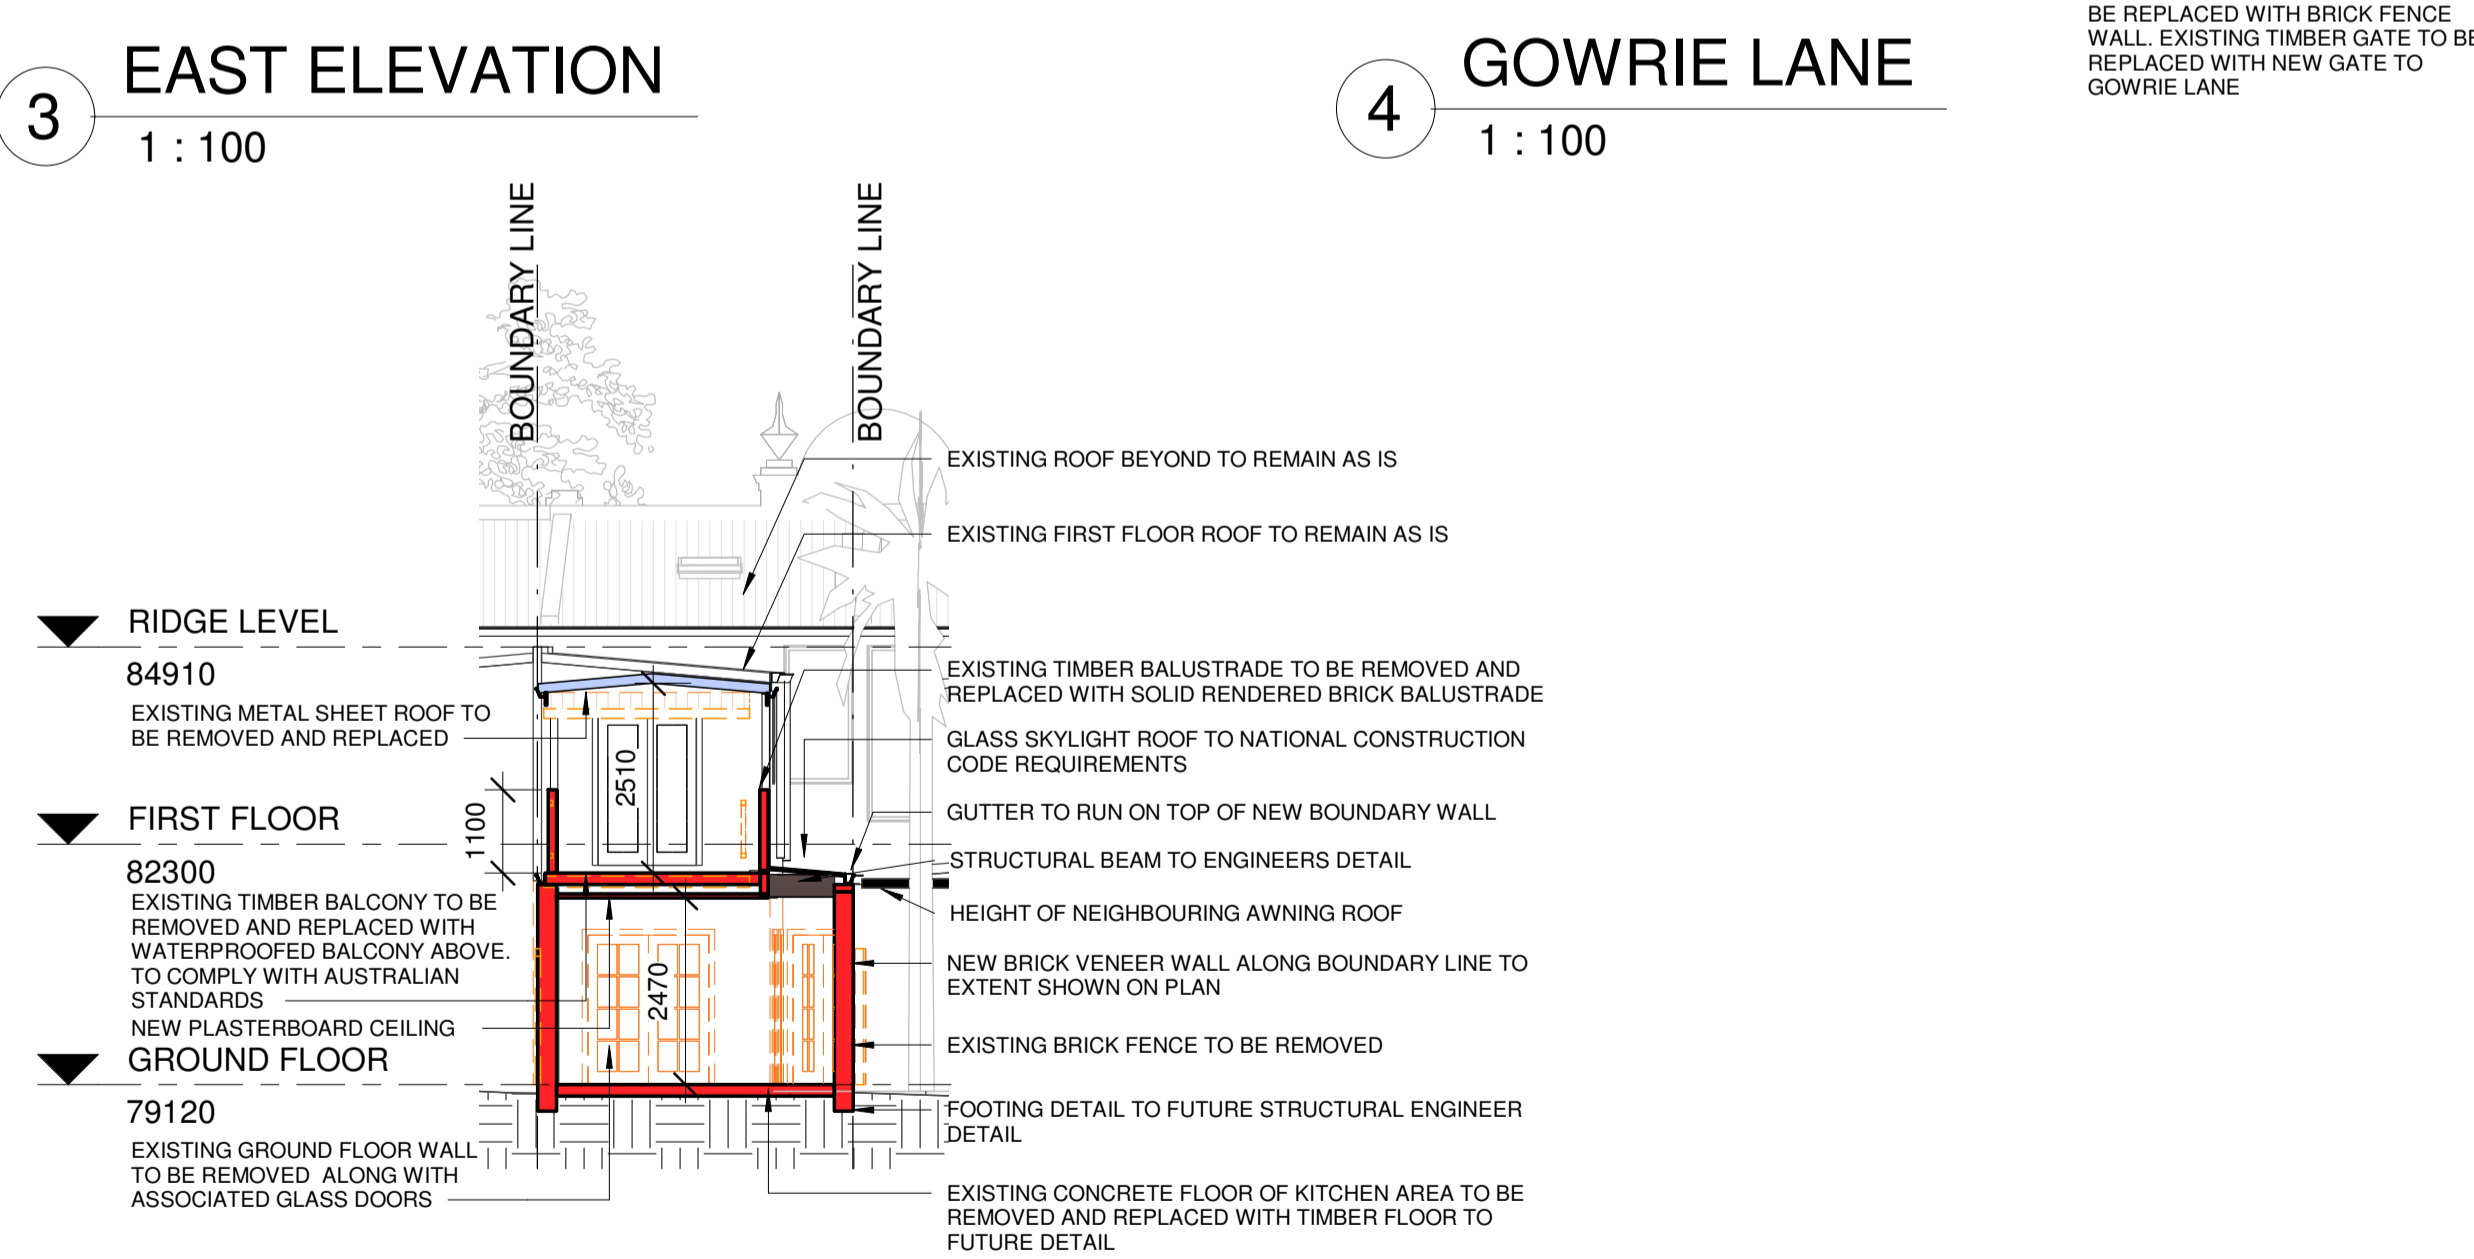 3
EAST ELEVATION
1 : 100
4
GOWRIE LANE
1 : 100
BE REPLACED WITH BRICK FENCE
WALL. EXISTING TIMBER GATE TO BE
REPLACED WITH NEW GATE TO
GOWRIE LANE
BOUNDARY LINE
BOUNDARY LINE
RIDGE LEVEL
84910
EXISTING METAL SHEET ROOF TO
BE REMOVED AND REPLACED
FIRST FLOOR
82300
EXISTING TIMBER BALCONY TO BE
REMOVED AND REPLACED WITH
WATERPROOFED BALCONY ABOVE.
TO COMPLY WITH AUSTRALIAN
STANDARDS
NEW PLASTERBOARD CEILING
GROUND FLOOR
79120
EXISTING GROUND FLOOR WALL
TO BE REMOVED  ALONG WITH
ASSOCIATED GLASS DOORS
1100
2510
2470
EXISTING ROOF BEYOND TO REMAIN AS IS
EXISTING FIRST FLOOR ROOF TO REMAIN AS IS
EXISTING TIMBER BALUSTRADE TO BE REMOVED AND
REPLACED WITH SOLID RENDERED BRICK BALUSTRADE
GLASS SKYLIGHT ROOF TO NATIONAL CONSTRUCTION
CODE REQUIREMENTS
GUTTER TO RUN ON TOP OF NEW BOUNDARY WALL
STRUCTURAL BEAM TO ENGINEERS DETAIL
HEIGHT OF NEIGHBOURING AWNING ROOF
NEW BRICK VENEER WALL ALONG BOUNDARY LINE TO
EXTENT SHOWN ON PLAN
EXISTING BRICK FENCE TO BE REMOVED
FOOTING DETAIL TO FUTURE STRUCTURAL ENGINEER
DETAIL
EXISTING CONCRETE FLOOR OF KITCHEN AREA TO BE
REMOVED AND REPLACED WITH TIMBER FLOOR TO
FUTURE DETAIL